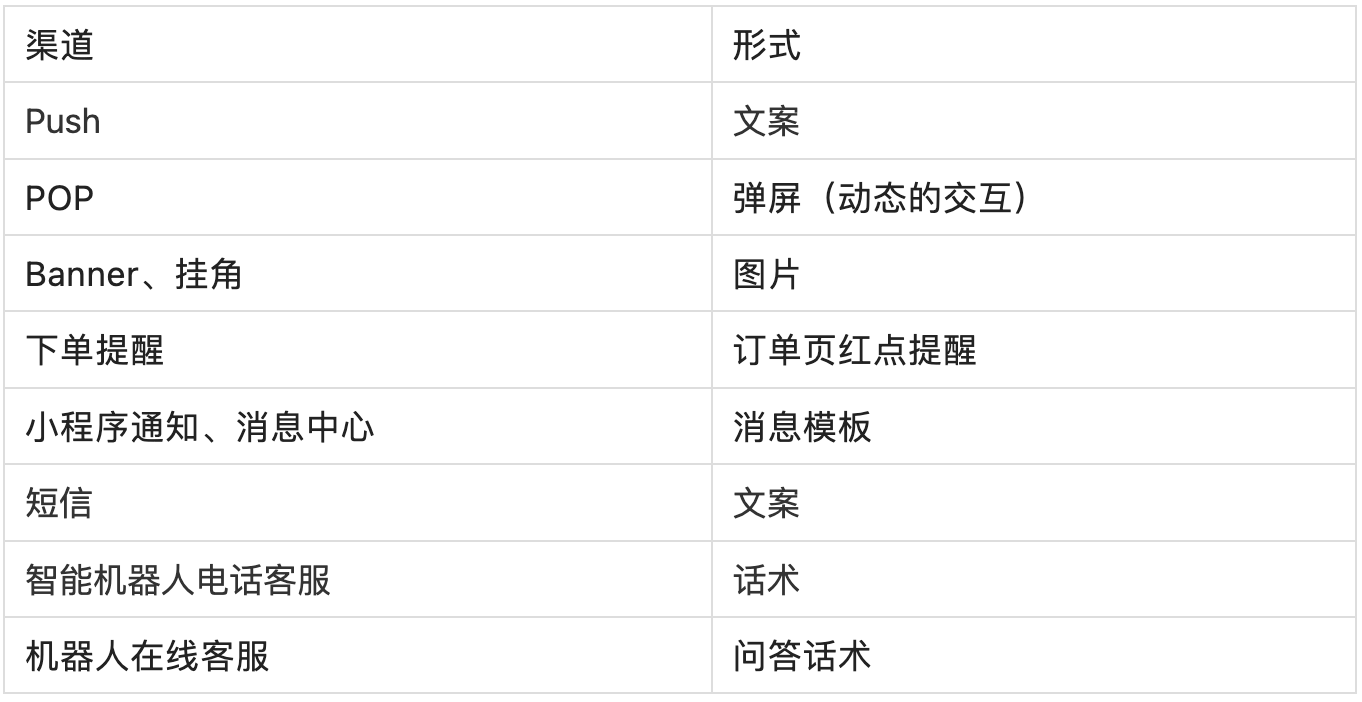 渠道 形式
Push 文案
POP 弹屏（动态的交互）
Banner、挂角 图片
下单提醒 订单页红点提醒
小程序通知、消息中心 消息模板
短信 文案
智能机器人电话客服 话术
机器人在线客服 问答话术